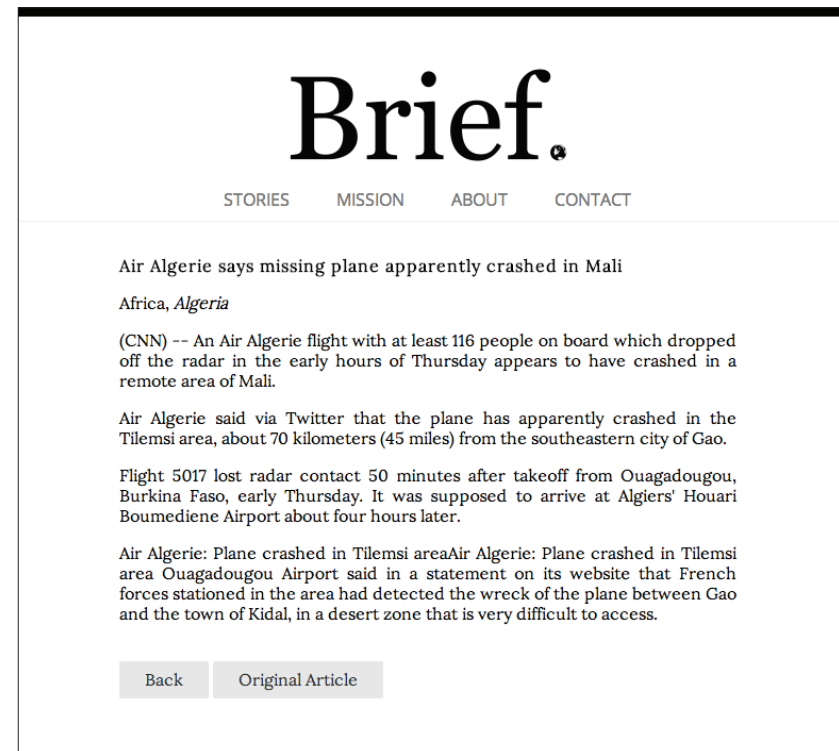 Brief.
STORIES MISSION ABOUT CONTACT
Air Algerie says missing plane apparently crashed in Mali
Africa, Algeria
(CNN) -- An Air Algerie flight with at least 116 people on board which dropped
off the radar in the early hours of Thursday appears to have crashed in a
remote area of Mali.
Air Algerie said via Twitter that the plane has apparently crashed in the
Tilemsi area, about 70 kilometers (45 miles) from the southeastern city of Gao.
Flight 5017 lost radar contact 50 minutes after takeoff from Ouagadougou,
Burkina Faso, early Thursday. It was supposed to arrive at Algiers' Houari
Boumediene Airport about four hours later.
Air Algerie: Plane crashed in Tilemsi areaAir Algerie: Plane crashed in Tilemsi
area Ouagadougou Airport said in a statement on its website that French
forces stationed in the area had detected the wreck of the plane between Gao
and the town of Kidal, in a desert zone that is very difficult to access.
Back Original Article